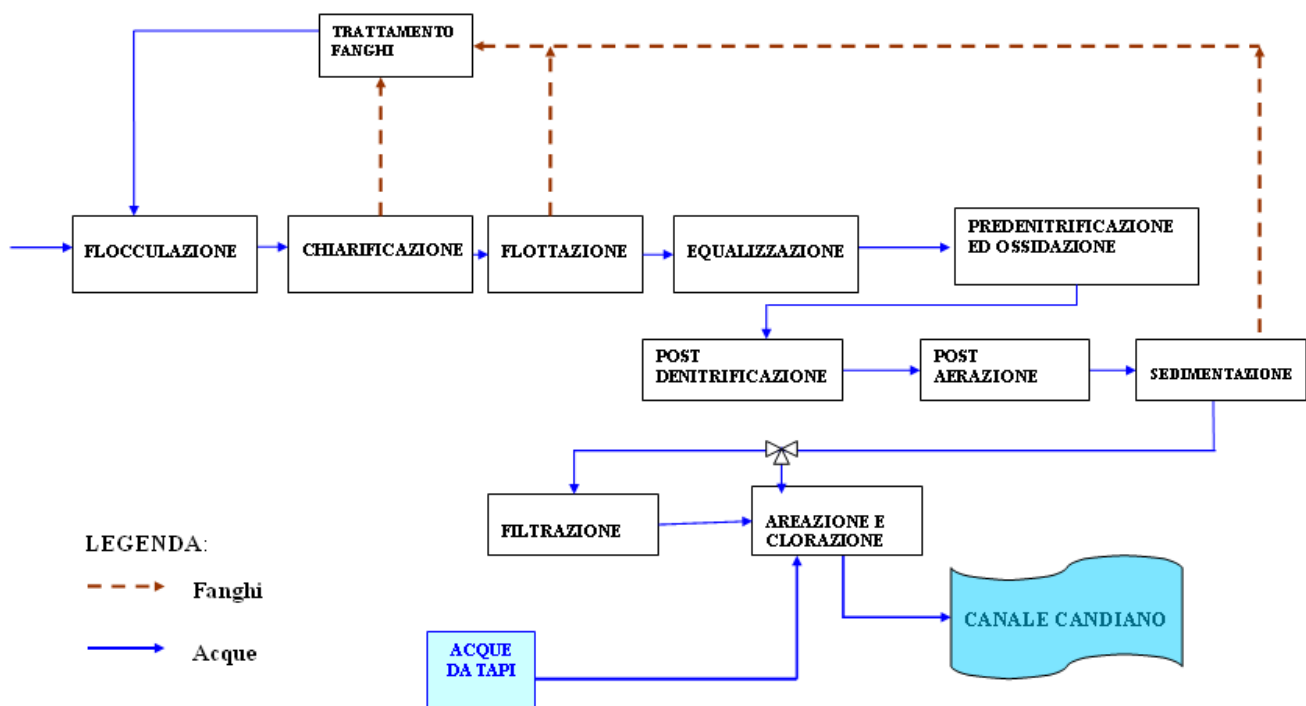 TRATTAMENTO
FANGHI
FLOCCULAZIONE
CHIARIFICAZIONE
FLOTTAZIONE
EQUALIZZAZIONE
PREDENITRIFICAZIONE
ED OSSIDAZIONE
POST
DENITRIFICAZIONE
POST
AERAZIONE
SEDIMENTAZIONE
FILTRAZIONE
AREAZIONE E
CLORAZIONE
LEGENDA:
Fanghi
Acque
ACQUE
DA TAPI
CANALE CANDIANO